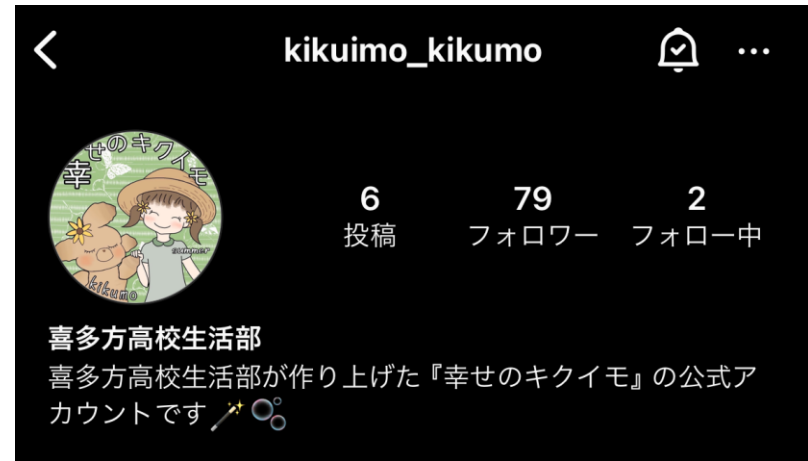 kikuimo_kikumo
幸せのキクイモ
summer
kikumo
6 79 2
投稿 フォロワー フォロー中
喜多方高校生活部
喜多方高校生活部が作り上げた『幸せのキクイモ』の公式ア
カウントです🪄🫧